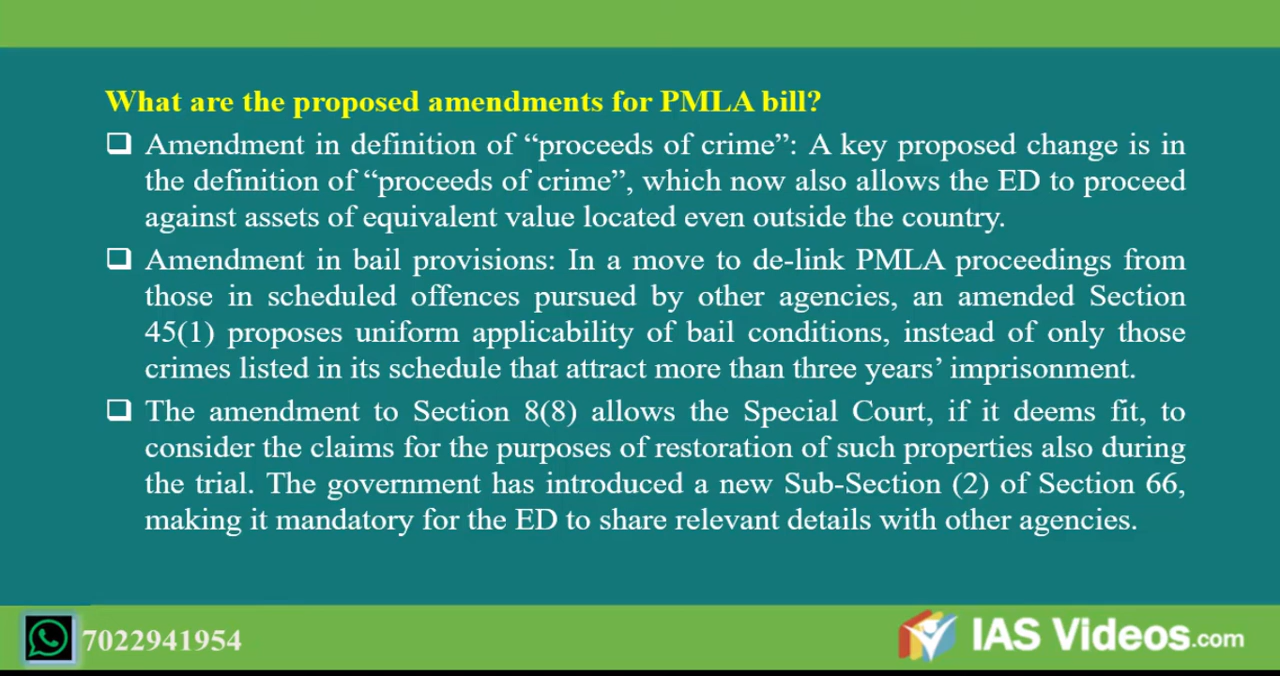 What are the proposed amendments for PMLA bill?
❑ Amendment in definition of “proceeds of crime”: A key proposed change is in
the definition of “proceeds of crime”, which now also allows the ED to proceed
against assets of equivalent value located even outside the country.
❑ Amendment in bail provisions: In a move to de-link PMLA proceedings from
those in scheduled offences pursued by other agencies, an amended Section
45(1) proposes uniform applicability of bail conditions, instead of only those
crimes listed in its schedule that attract more than three years’ imprisonment.
❑ The amendment to Section 8(8) allows the Special Court, if it deems fit, to
consider the claims for the purposes of restoration of such properties also during
the trial. The government has introduced a new Sub-Section (2) of Section 66,
making it mandatory for the ED to share relevant details with other agencies.
7022941954
IAS Videos.com